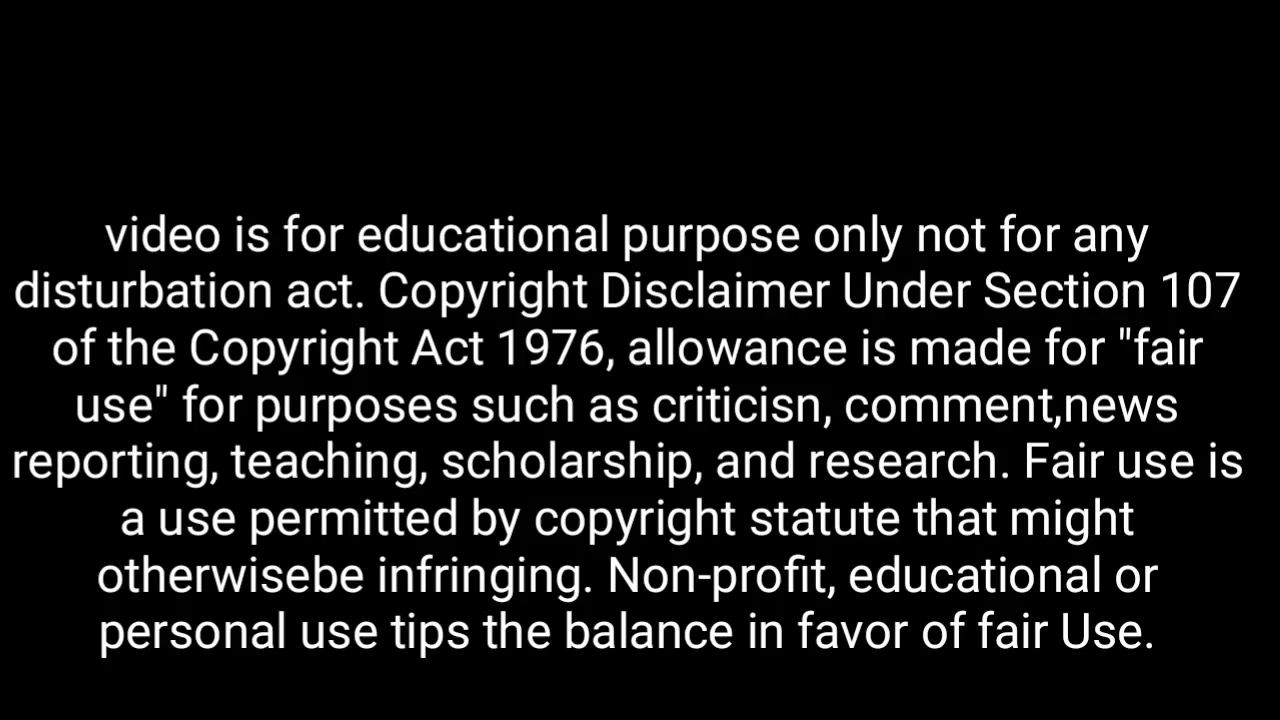 video is for educational purpose only not for any
disturbation act. Copyright Disclaimer Under Section 107
of the Copyright Act 1976, allowance is made for "fair
use" for purposes such as criticisn, comment,news
reporting, teaching, scholarship, and research. Fair use is
a use permitted by copyright statute that might
otherwisebe infringing. Non-profit, educational or
personal use tips the balance in favor of fair Use.